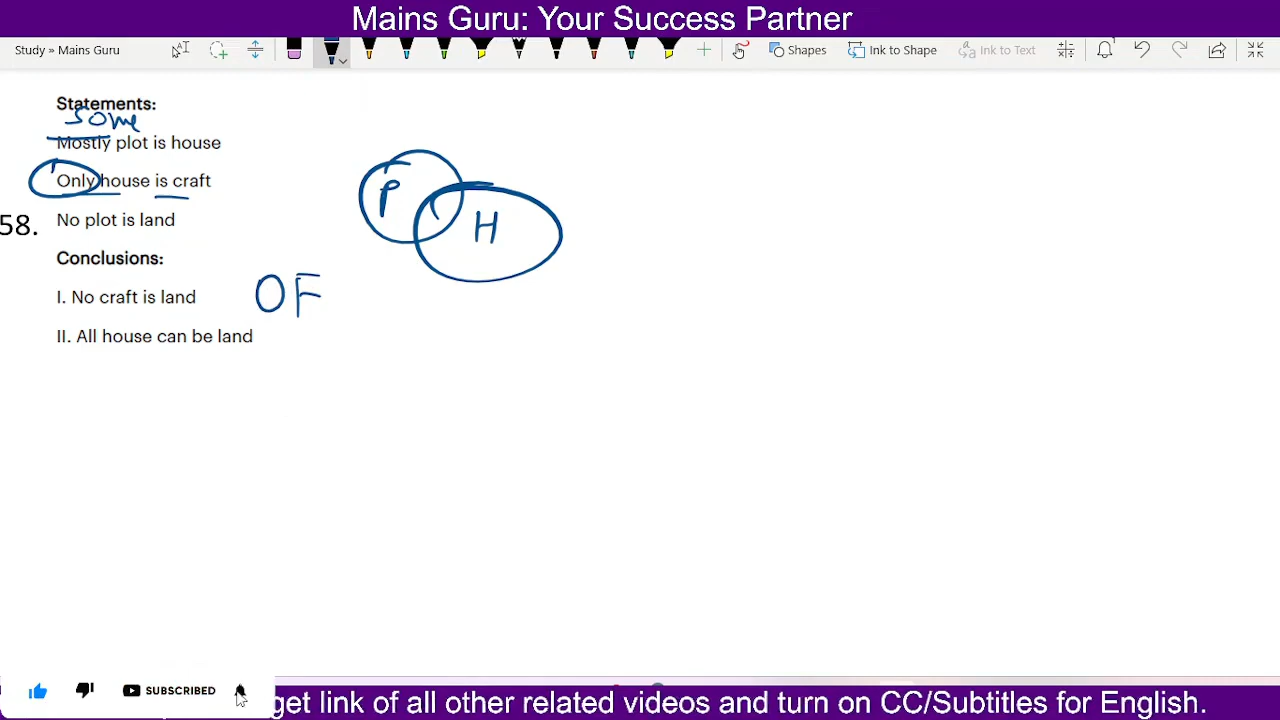 Mains Guru: Your Success Partner
Study » Mains Guru
Shapes
Ink to Shape
Ink to Text
Statements:
Some
Mostly plot is house
Only house is craft
No plot is land
58.
Conclusions:
I. No craft is land
OF
II. All house can be land
P
H
SUBSCRIBED
get link of all other related videos and turn on CC/Subtitles for English.